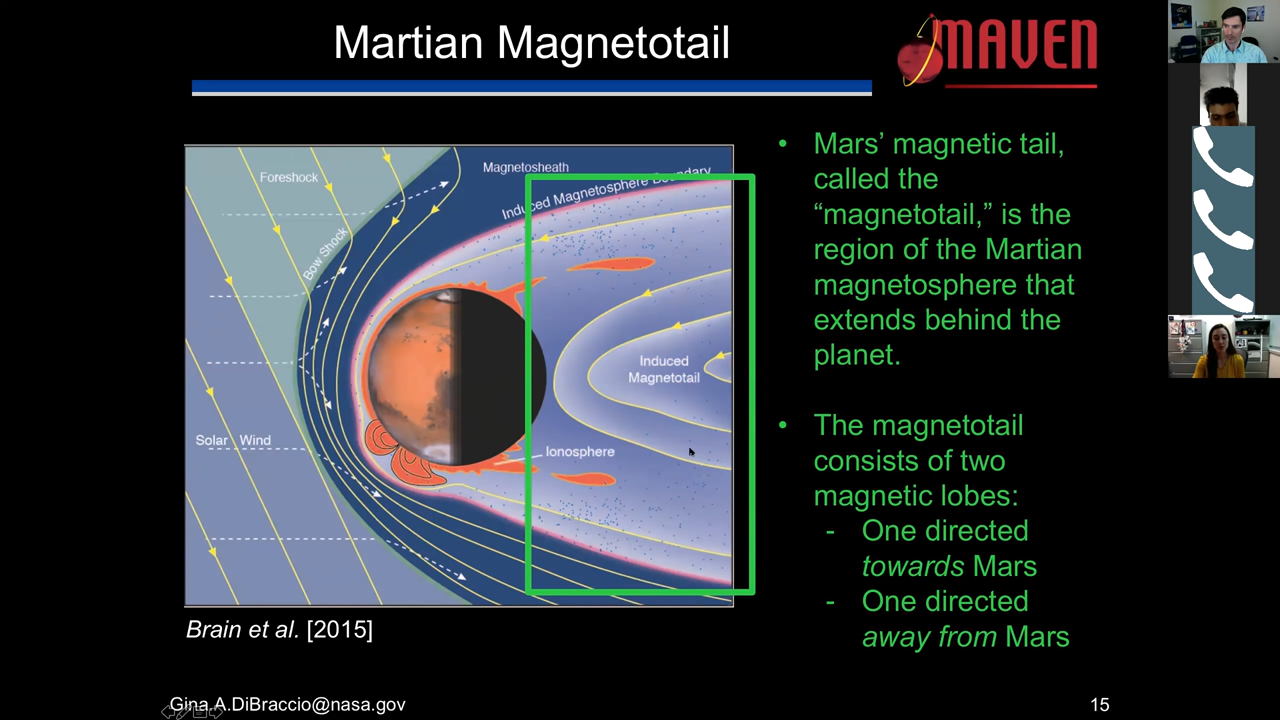 Martian Magnetotail
MAVEN
Foreshock
Magnetosheath
Induced Magnetosphere Boundary
Bow Shock
Induced
Magnetotail
Solar Wind
Ionosphere
Brain et al. [2015]
• Mars’ magnetic tail,
called the
“magnetotail,” is the
region of the Martian
magnetosphere that
extends behind the
planet.
• The magnetotail
consists of two
magnetic lobes:
- One directed
towards Mars
- One directed
away from Mars
Gina.A.DiBraccio@nasa.gov
15